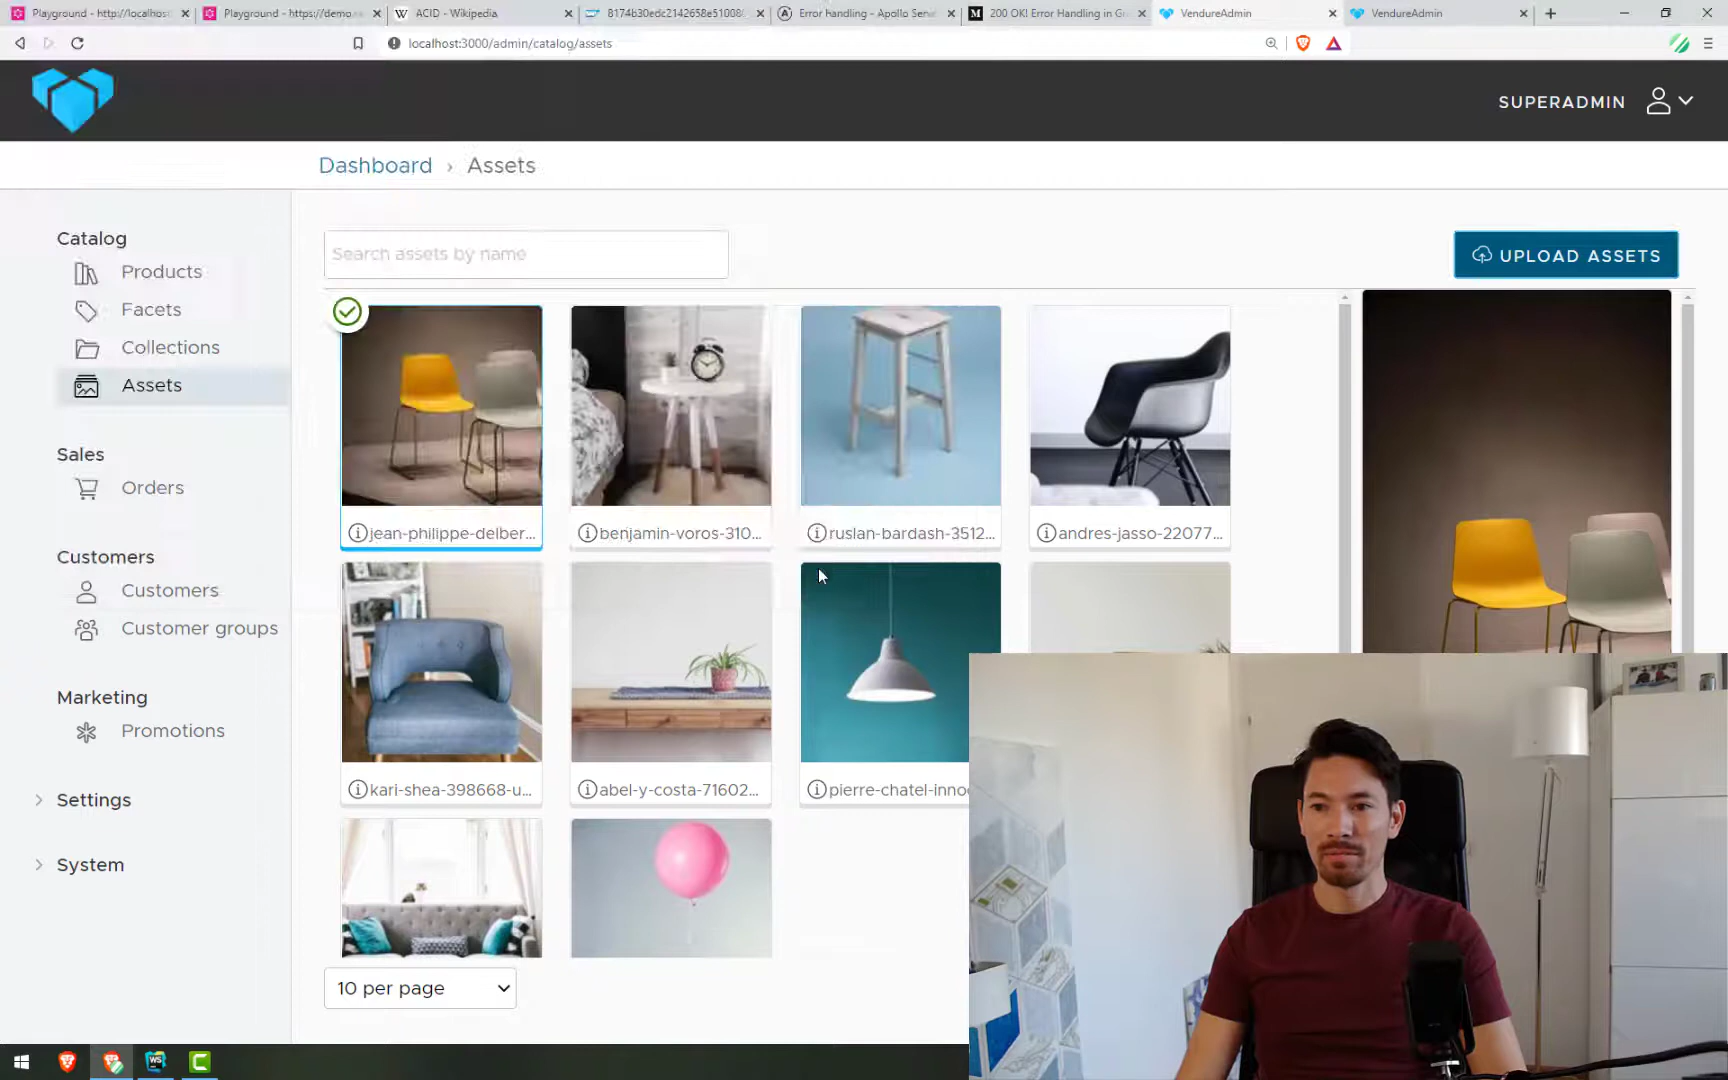 Playground - http://localhost:
Playground - https://demo.
ACID - Wikipedia
8174b30edc2142658e51008
Error handling - Apollo Serve
200 OK! Error Handling in Gr
VendureAdmin
VendureAdmin
localhost:3000/admin/catalog/assets
SUPERADMIN
Dashboard › Assets
Catalog
Products
Facets
Collections
Assets
Sales
Orders
Customers
Customers
Customer groups
Marketing
Promotions
Settings
System
Search assets by name
UPLOAD ASSETS
jean-philippe-delber...
benjamin-voros-310...
ruslan-bardash-3512...
andres-jasso-22077...
kari-shea-398668-u...
abel-y-costa-71602...
pierre-chatel-inno
10 per page